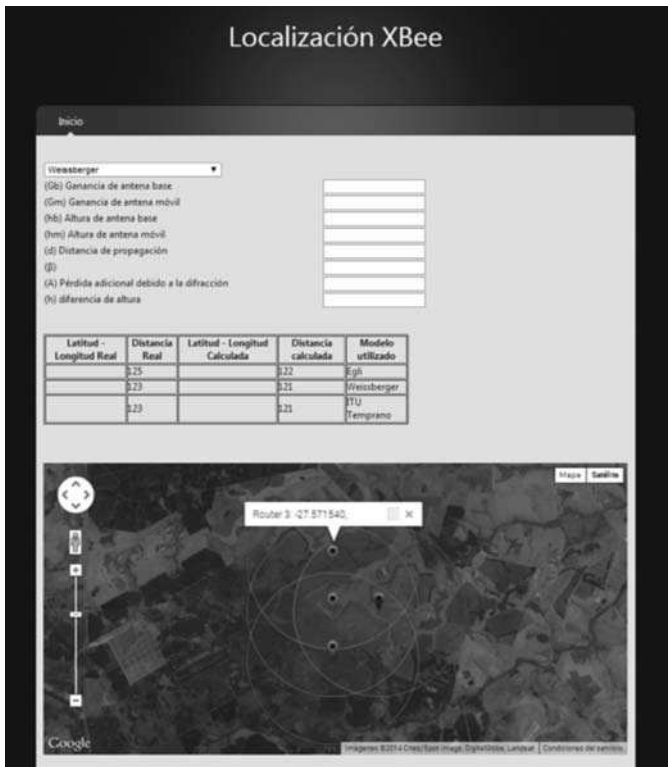 Localización XBee
Inicio
Weissberger
(Gb) Ganancia de antena base
(Gm) Ganancia de antena móvil
(hb) Altura de antena base
(hm) Altura de antena móvil
(d) Distancia de propagación
(β)
(A) Pérdida adicional debido a la difracción
(h) diferencia de altura
Latitud - Longitud Real Distancia Real Latitud - Longitud Calculada Distancia calculada Modelo utilizado
125 122 Egli
123 121 Weissberger
123 121 ITU Temprano
Mapa Satélite
Router 3: -27.571540,
Google
Imágenes ©2014 Cnes/Spot Image, DigitalGlobe, Landsat Condiciones del servicio